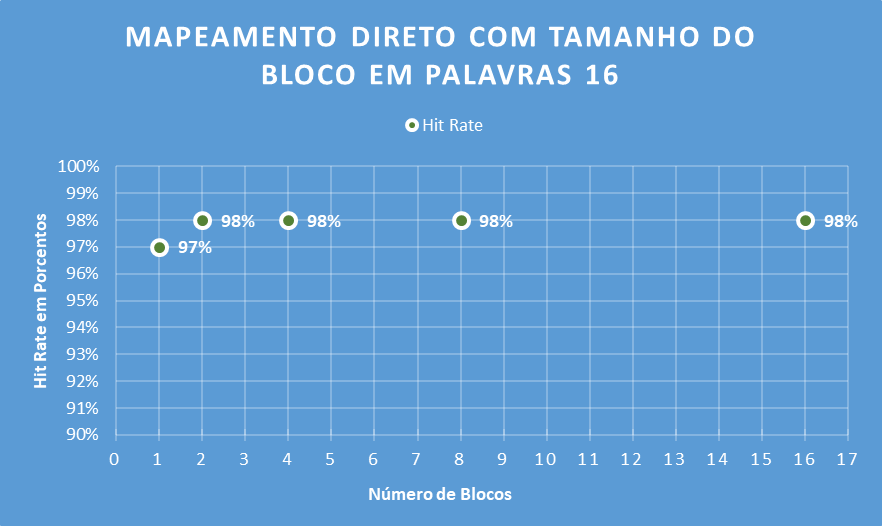 MAPEAMENTO DIRETO COM TAMANHO DO
BLOCO EM PALAVRAS 16
Hit Rate
Hit Rate em Porcentos
100%
99%
98%
97%
96%
95%
94%
93%
92%
91%
90%
97%
98%
98%
98%
98%
0 1 2 3 4 5 6 7 8 9 10 11 12 13 14 15 16 17
Número de Blocos